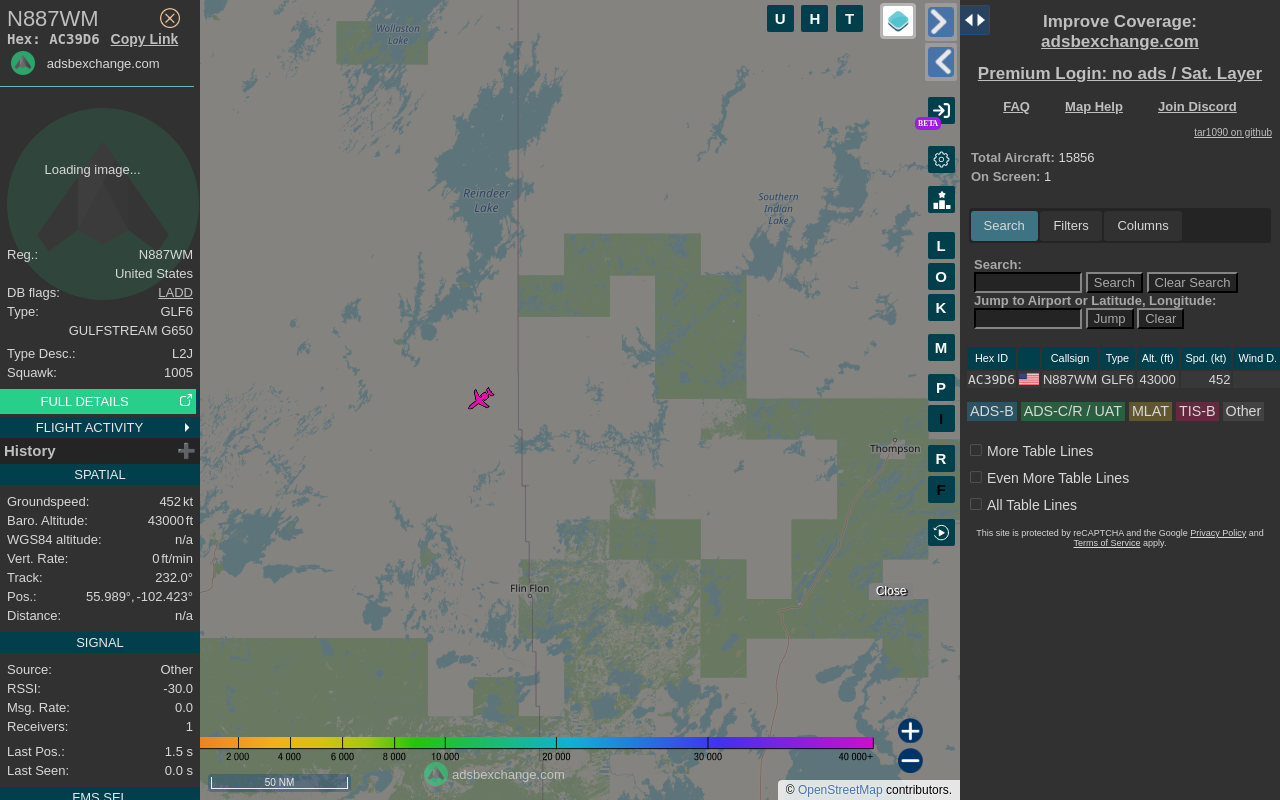 N887WM
Hex: AC39D6 Copy Link
adsbexchange.com
Loading image...
Reg.: N887WM
United States
DB flags: LADD
Type: GLF6
GULFSTREAM G650
Type Desc.: L2J
Squawk: 1005
FULL DETAILS
FLIGHT ACTIVITY
History
SPATIAL
Groundspeed: 452 kt
Baro. Altitude: 43000 ft
WGS84 altitude: n/a
Vert. Rate: 0 ft/min
Track: 232.0°
Pos.: 55.989°, -102.423°
Distance: n/a
SIGNAL
Source: Other
RSSI: -30.0
Msg. Rate: 0.0
Receivers: 1
Last Pos.: 1.5 s
Last Seen: 0.0 s
FMS SEL
Wollaston
Lake
Reindeer
Lake
Southern
Indian
Lake
Thompson
Flin Flon
Close
U H T
BETA
L
O
K
M
P
I
R
F
2 000 4 000 6 000 8 000 10 000 20 000 30 000 40 000+
50 NM
adsbexchange.com
© OpenStreetMap contributors.
Improve Coverage:
adsbexchange.com
Premium Login: no ads / Sat. Layer
FAQ Map Help Join Discord
tar1090 on github
Total Aircraft: 15856
On Screen: 1
Search Filters Columns
Search:
Search Clear Search
Jump to Airport or Latitude, Longitude:
Jump Clear
Hex ID Callsign Type Alt. (ft) Spd. (kt) Wind D.
AC39D6 N887WM GLF6 43000 452
ADS-B ADS-C/R / UAT MLAT TIS-B Other
More Table Lines
Even More Table Lines
All Table Lines
This site is protected by reCAPTCHA and the Google Privacy Policy and
Terms of Service apply.